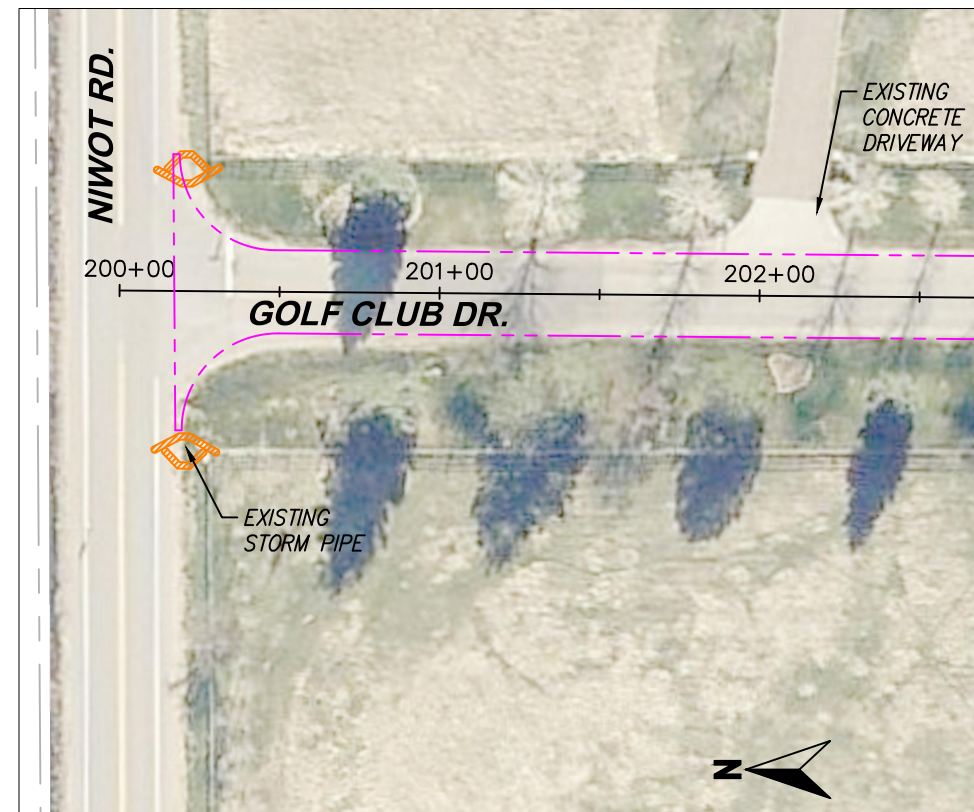 NIWOT RD.
EXISTING
CONCRETE
DRIVEWAY
200+00
201+00
202+00
GOLF CLUB DR.
EXISTING
STORM PIPE
N